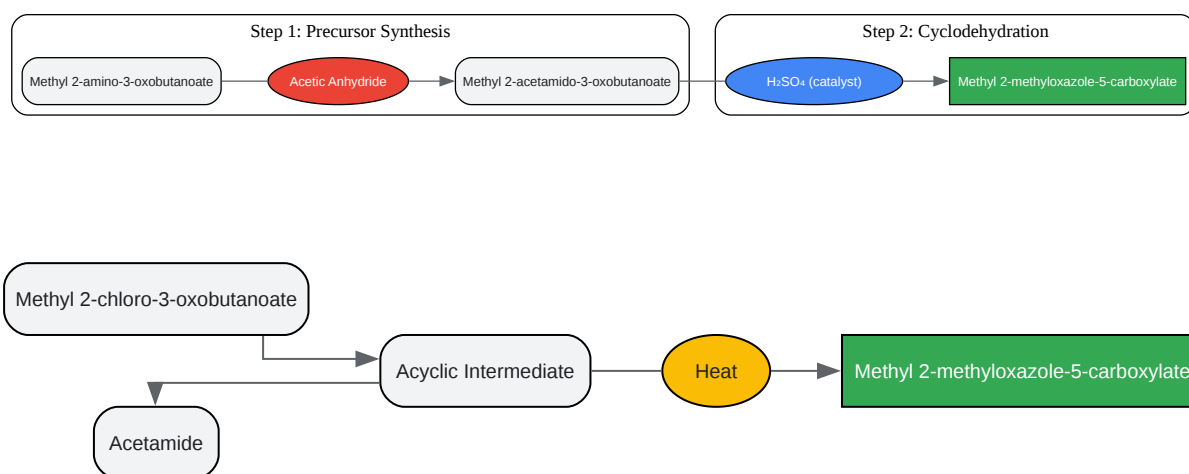 Step 1: Precursor Synthesis
Step 2: Cyclodehydration
Methyl 2-amino-3-oxobutanoate
Acetic Anhydride
Methyl 2-acetamido-3-oxobutanoate
H₂SO₄ (catalyst)
Methyl 2-methyloxazole-5-carboxylate
Methyl 2-chloro-3-oxobutanoate
Acyclic Intermediate
Heat
Methyl 2-methyloxazole-5-carboxylate
Acetamide